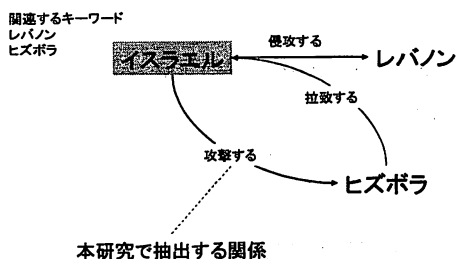 関連するキーワード
レバノン
ヒズボラ
イスラエル
侵攻する
レバノン
拉致する
攻撃する
ヒズボラ
本研究で抽出する関係